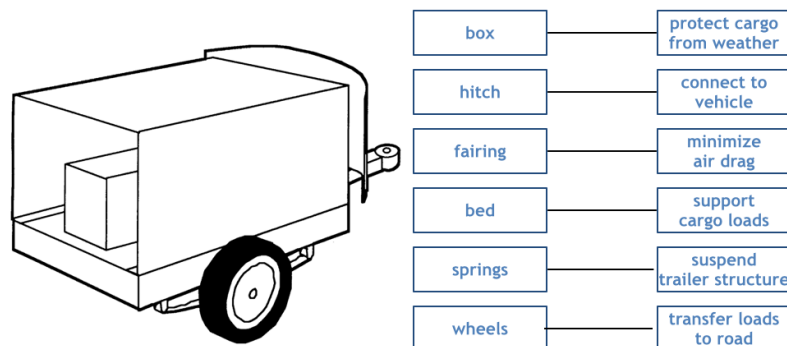 box
protect cargo
from weather
hitch
connect to
vehicle
fairing
minimize
air drag
bed
support
cargo loads
springs
suspend
trailer structure
wheels
transfer loads
to road